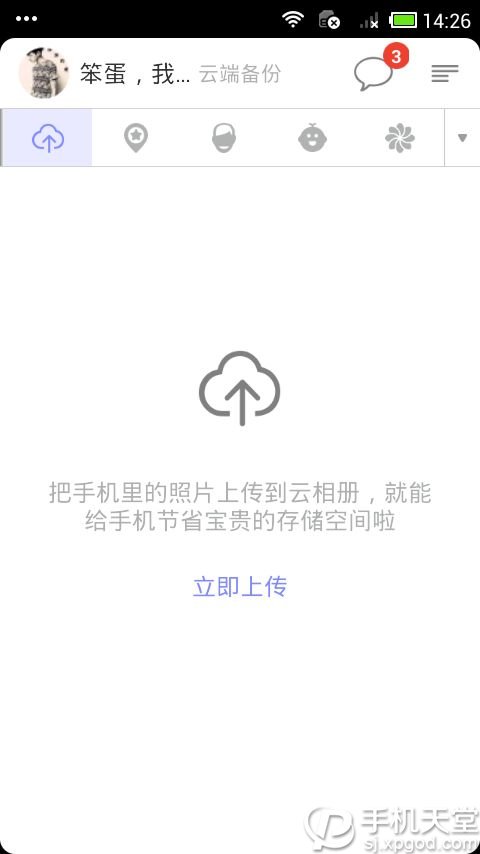 14:26
笨蛋，我... 云端备份
3
把手机里的照片上传到云相册，就能
给手机节省宝贵的存储空间啦
立即上传
手机天堂
sj.xpgod.com